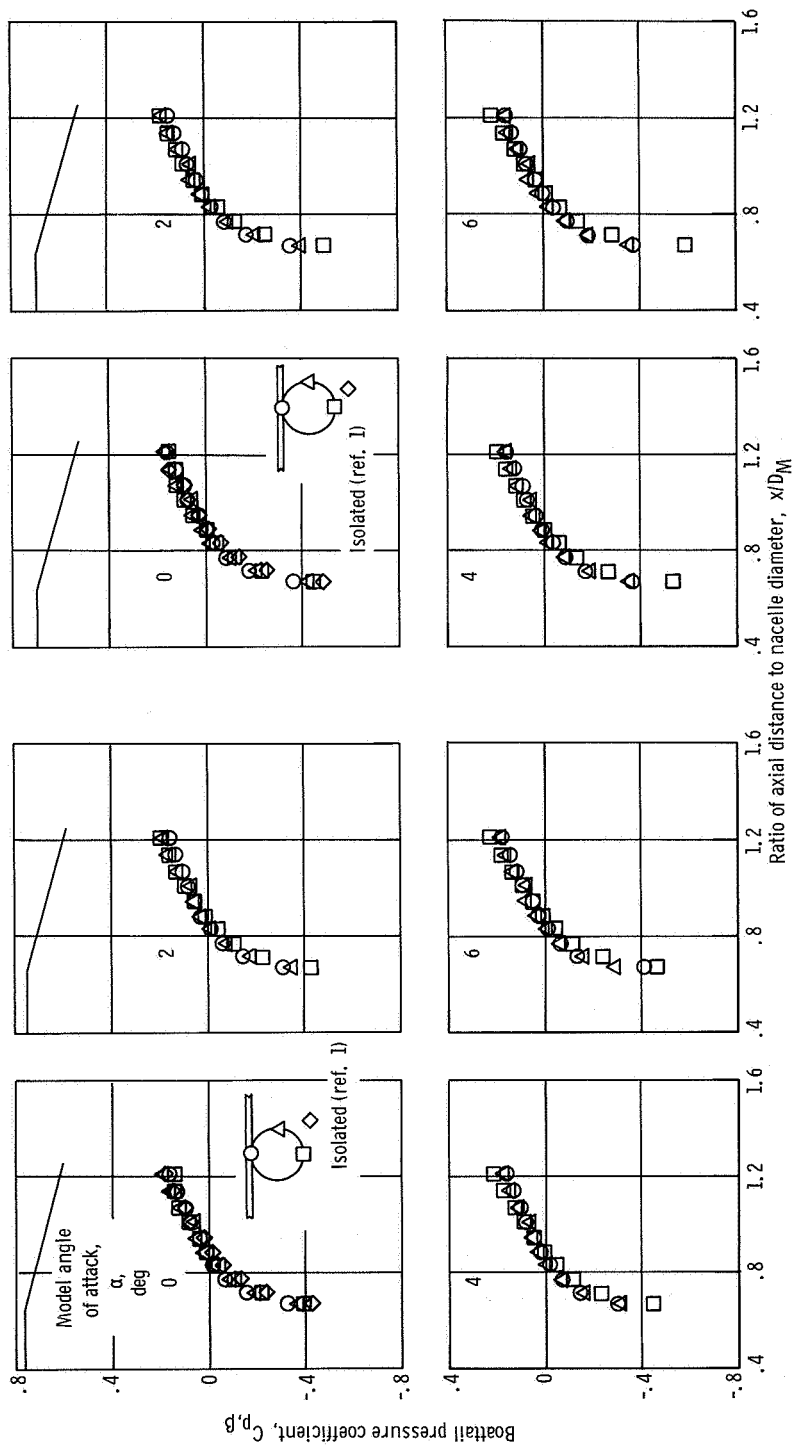 Boattail pressure coefficient, Cp,β
.8
.4
0
-.4
-.8
Model angle
of attack,
α,
deg
0
Isolated (ref. 1)
2
0
Isolated (ref. 1)
2
.4
0
-.4
-.8
4
6
4
6
.4 .8 1.2 1.6
.4 .8 1.2 1.6
.4 .8 1.2 1.6
.4 .8 1.2 1.6
Ratio of axial distance to nacelle diameter, x/DM